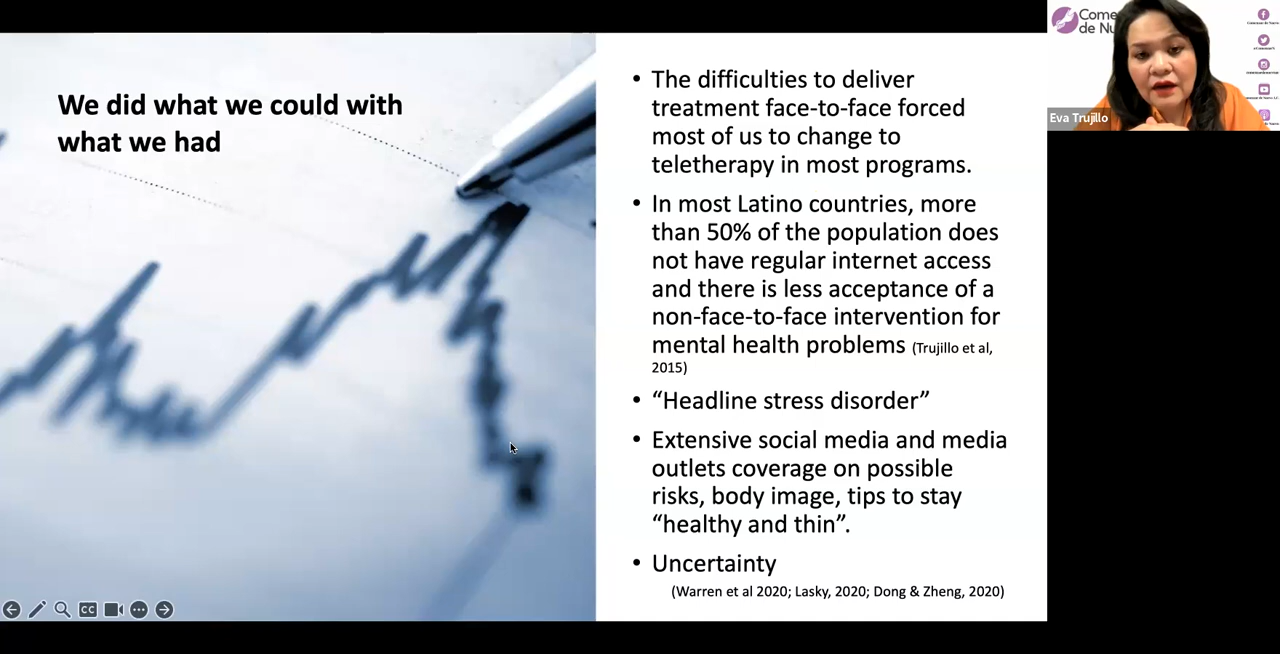 We did what we could with
what we had
• The difficulties to deliver
treatment face-to-face forced
most of us to change to
teletherapy in most programs.
• In most Latino countries, more
than 50% of the population does
not have regular internet access
and there is less acceptance of a
non-face-to-face intervention for
mental health problems (Trujillo et al,
2015)
• “Headline stress disorder”
• Extensive social media and media
outlets coverage on possible
risks, body image, tips to stay
“healthy and thin”.
• Uncertainty
(Warren et al 2020; Lasky, 2020; Dong & Zheng, 2020)
Come
de Nu
Eva Trujillo
CC